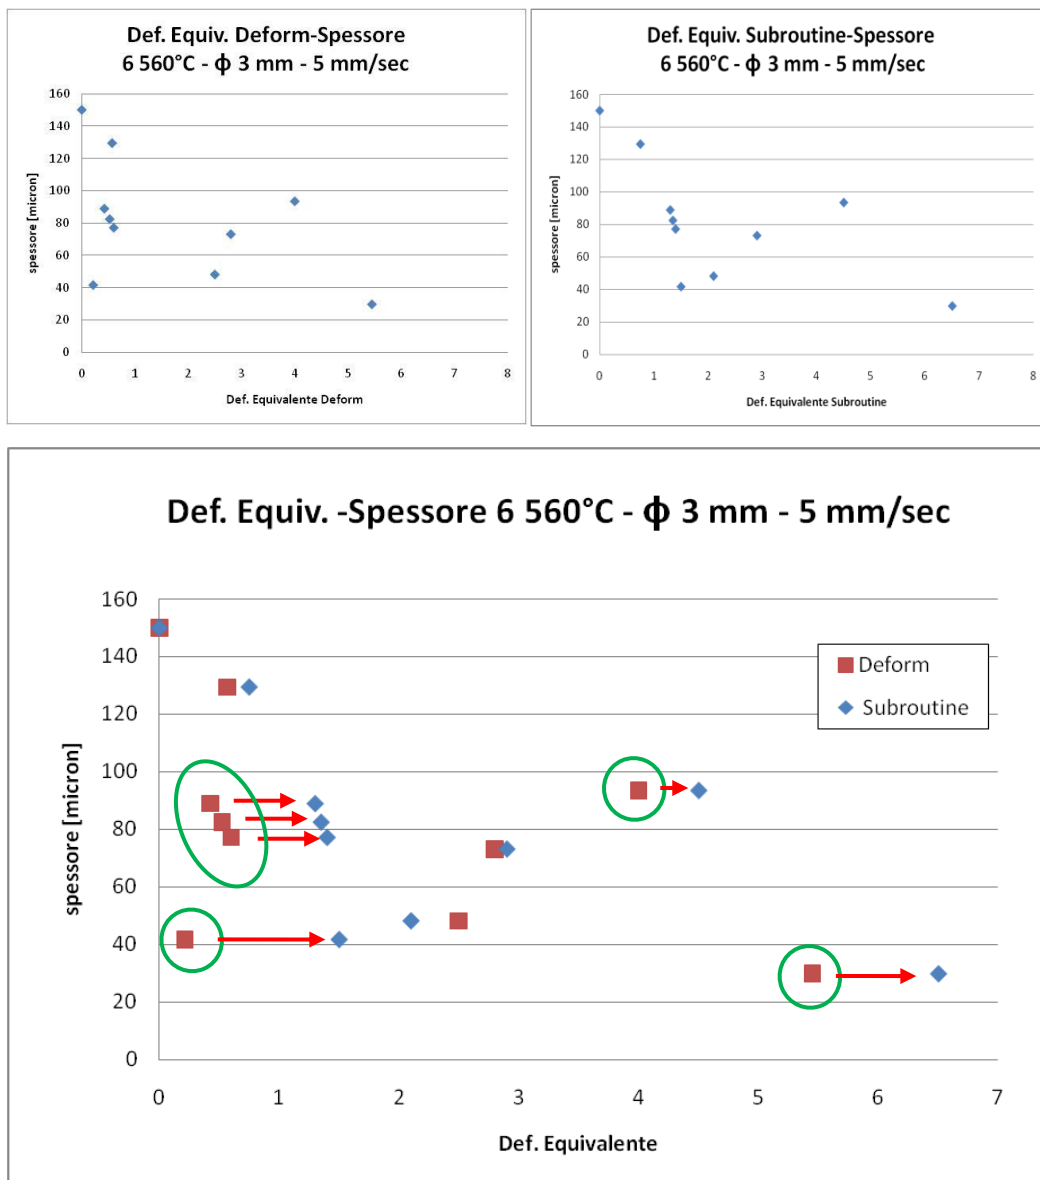 Def. Equiv. Deform-Spessore
6 560°C - ф 3 mm - 5 mm/sec
160
140
120
100
80
60
40
20
0
spessore [micron]
0 1 2 3 4 5 6 7 8
Def. Equivalente Deform
Def. Equiv. Subroutine-Spessore
6 560°C - ф 3 mm - 5 mm/sec
160
140
120
100
80
60
40
20
0
spessore [micron]
0 1 2 3 4 5 6 7 8
Def. Equivalente Subroutine
Def. Equiv. -Spessore 6 560°C - ф 3 mm - 5 mm/sec
160
140
120
100
80
60
40
20
0
spessore [micron]
Deform
Subroutine
0 1 2 3 4 5 6 7
Def. Equivalente